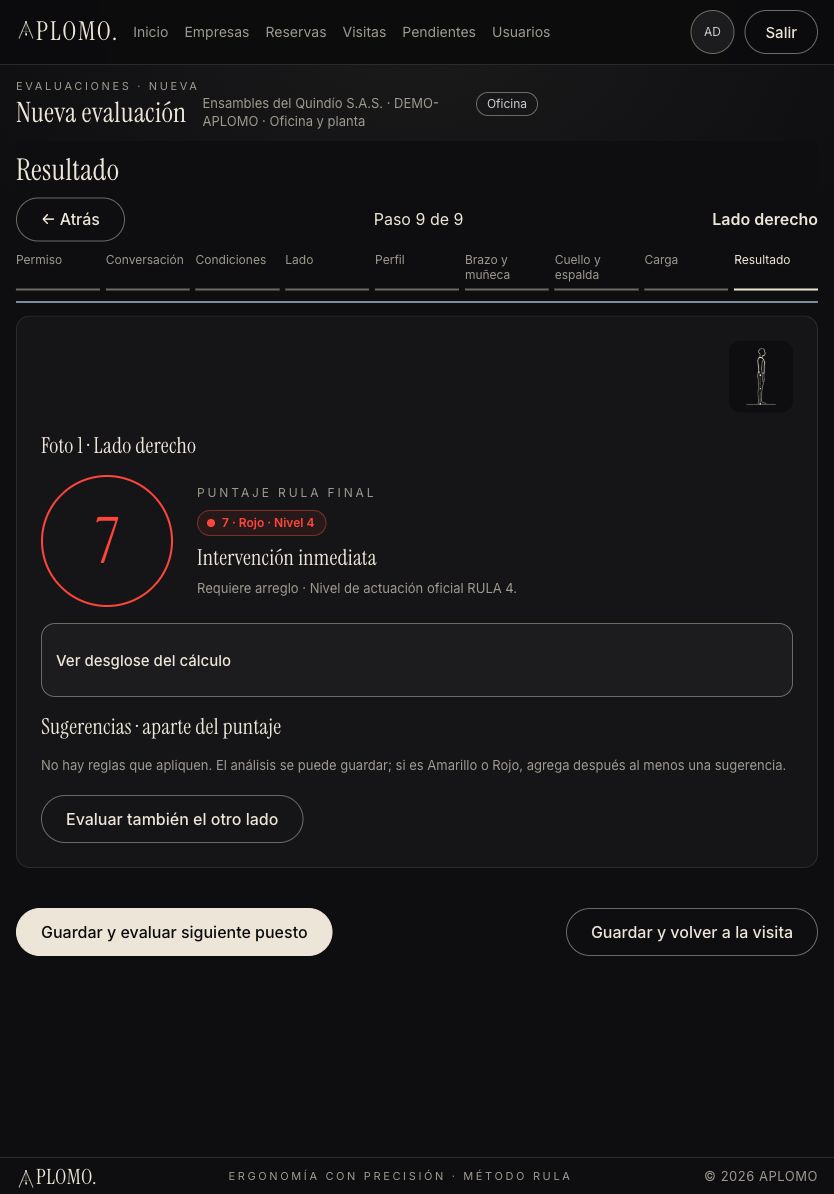 APLOMO. Inicio Empresas Reservas Visitas Pendientes Usuarios AD Salir
EVALUACIONES · NUEVA
Nueva evaluación
Ensambles del Quindío S.A.S. · DEMO-
APLOMO · Oficina y planta
Oficina
Resultado
← Atrás Paso 9 de 9 Lado derecho
Permiso Conversación Condiciones Lado Perfil Brazo y muñeca Cuello y espalda Carga Resultado
Foto 1 · Lado derecho
7
PUNTAJE RULA FINAL
7 · Rojo · Nivel 4
Intervención inmediata
Requiere arreglo · Nivel de actuación oficial RULA 4.
Ver desglose del cálculo
Sugerencias · aparte del puntaje
No hay reglas que apliquen. El análisis se puede guardar; si es Amarillo o Rojo, agrega después al menos una sugerencia.
Evaluar también el otro lado
Guardar y evaluar siguiente puesto Guardar y volver a la visita
APLOMO. ERGONOMÍA CON PRECISIÓN · MÉTODO RULA © 2026 APLOMO